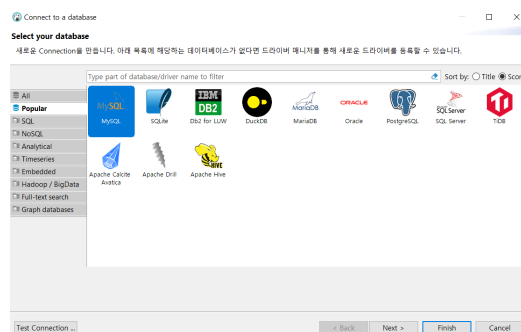 Connect to a database
Select your database
새로운 Connection을 만듭니다. 아래 목록에 해당하는 데이터베이스가 없다면 드라이버 매니저를 통해 새로운 드라이버를 등록할 수 있습니다.
Type part of database/driver name to filter
Sort by: Title Scor
All
Popular
SQL
NoSQL
Analytical
Timeseries
Embedded
Hadoop / BigData
Full-text search
Graph databases
MySQL
IBM
DB2
MariaDB
ORACLE
SQL Server
MySQL SQLite Db2 for LUW DuckDB MariaDB Oracle PostgreSQL SQL Server TiDB
HIVE
Apache Calcite Avatica
Apache Drill
Apache Hive
Test Connection ...
< Back Next > Finish Cancel